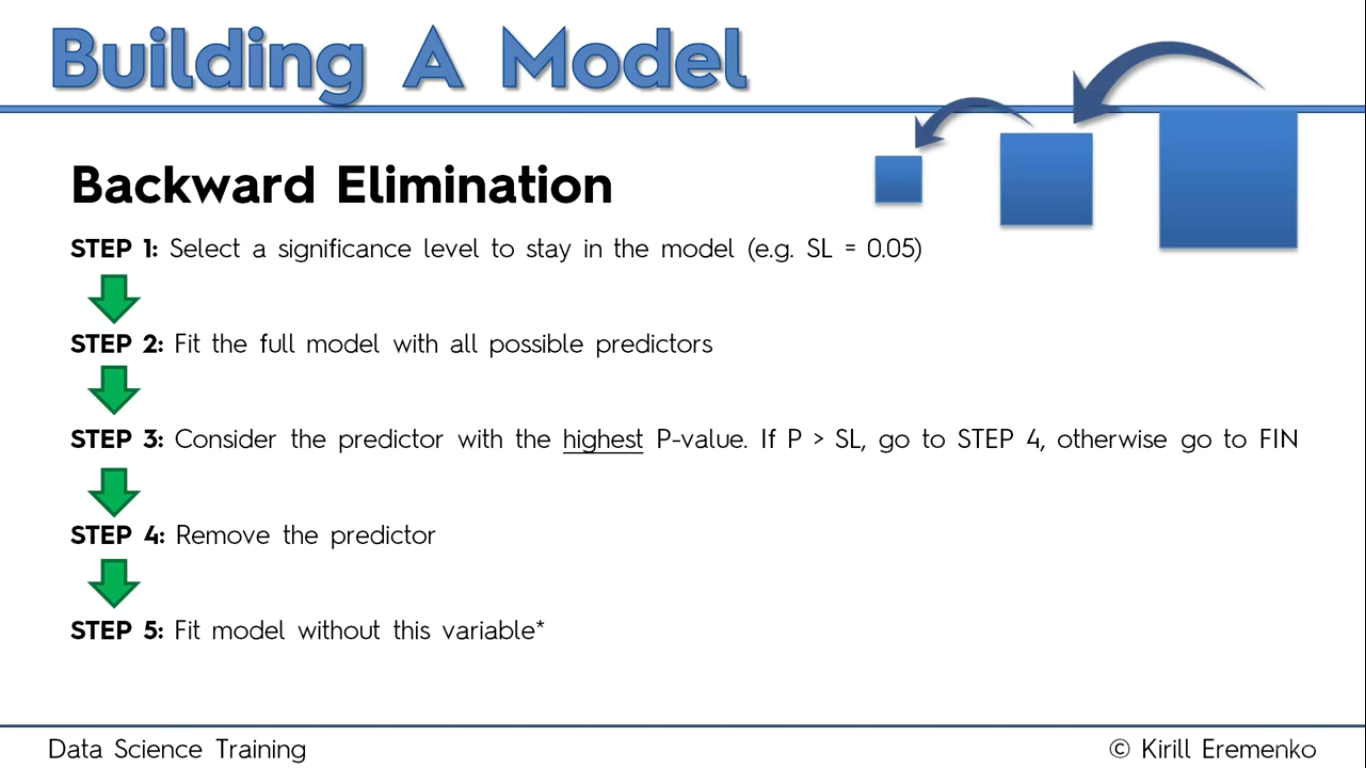 Building A Model
Backward Elimination
STEP 1: Select a significance level to stay in the model (e.g. SL = 0.05)
STEP 2: Fit the full model with all possible predictors
STEP 3: Consider the predictor with the highest P-value. If P > SL, go to STEP 4, otherwise go to FIN
STEP 4: Remove the predictor
STEP 5: Fit model without this variable*
Data Science Training
© Kirill Eremenko